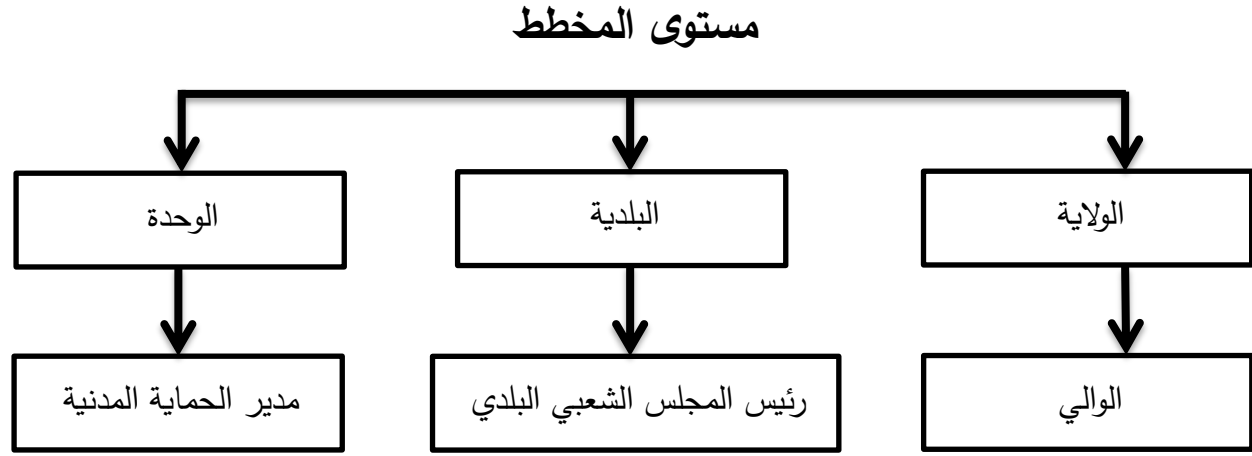 مستوى المخطط
الولاية
البلدية
الوحدة
الوالي
رئيس المجلس الشعبي البلدي
مدير الحماية المدنية